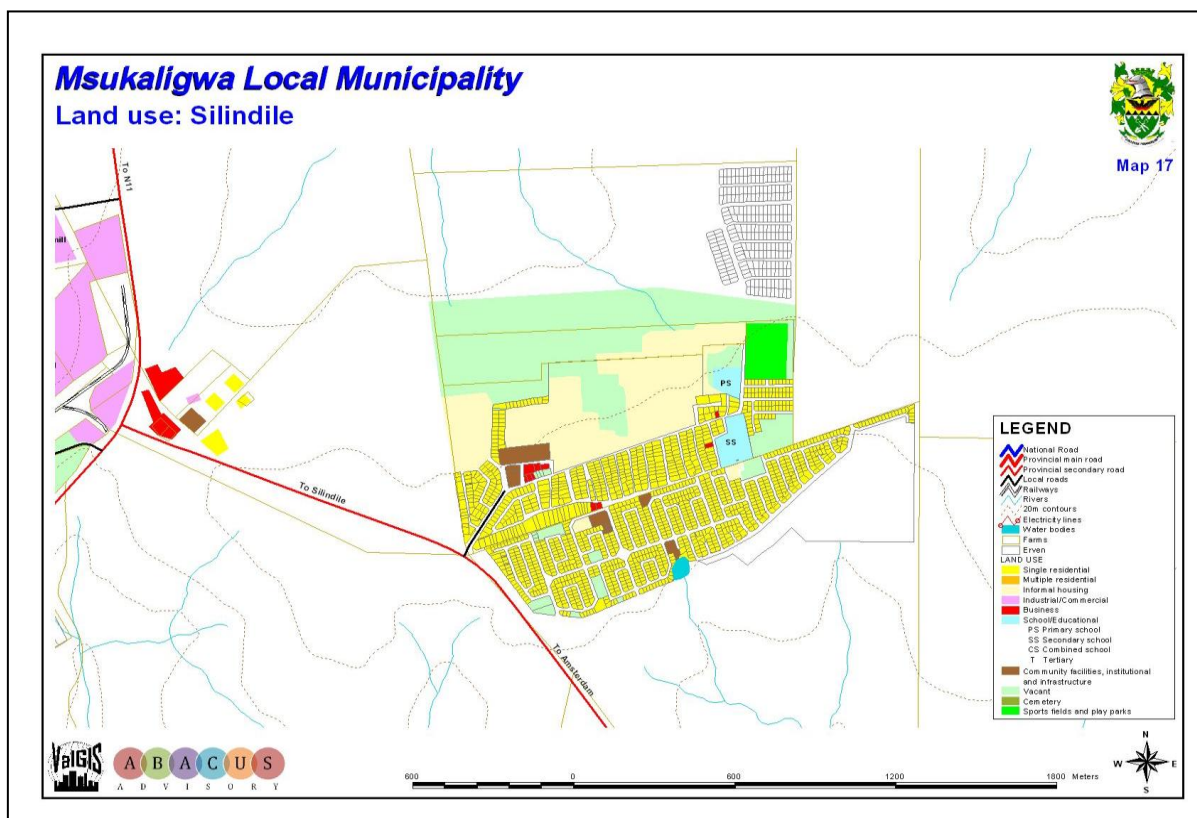 Msukaligwa Local Municipality
Land use: Silindile
Map 17
To N11
mill
To Silindile
To Amsterdam
PS
SS
LEGEND
National Road
Provincial main road
Provincial secondary road
Local roads
Railways
Rivers
20m contours
Electricity lines
Water bodies
Farms
Erven
LAND USE
Single residential
Multiple residential
Informal housing
Industrial/Commercial
Business
School/Educational
PS Primary school
SS Secondary school
CS Combined school
T Tertiary
Community facilities, institutional
and infrastructure
Vacant
Cemetery
Sports fields and play parks
ValGIS
ABACUS
ADVISORY
600 0 600 1200 1800 Meters
N
W E
S